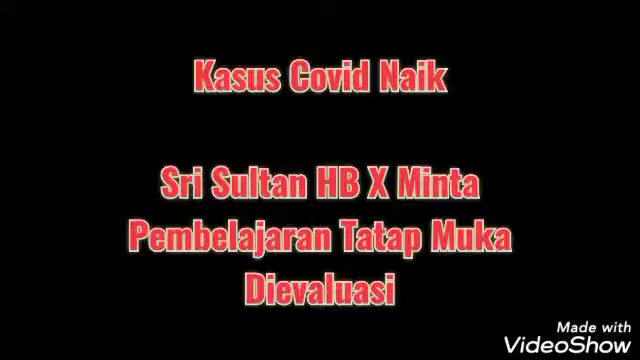 Kasus Covid Naik
Sri Sultan HB X Minta
Pembelajaran Tatap Muka
Dievaluasi
Made with
VideoShow